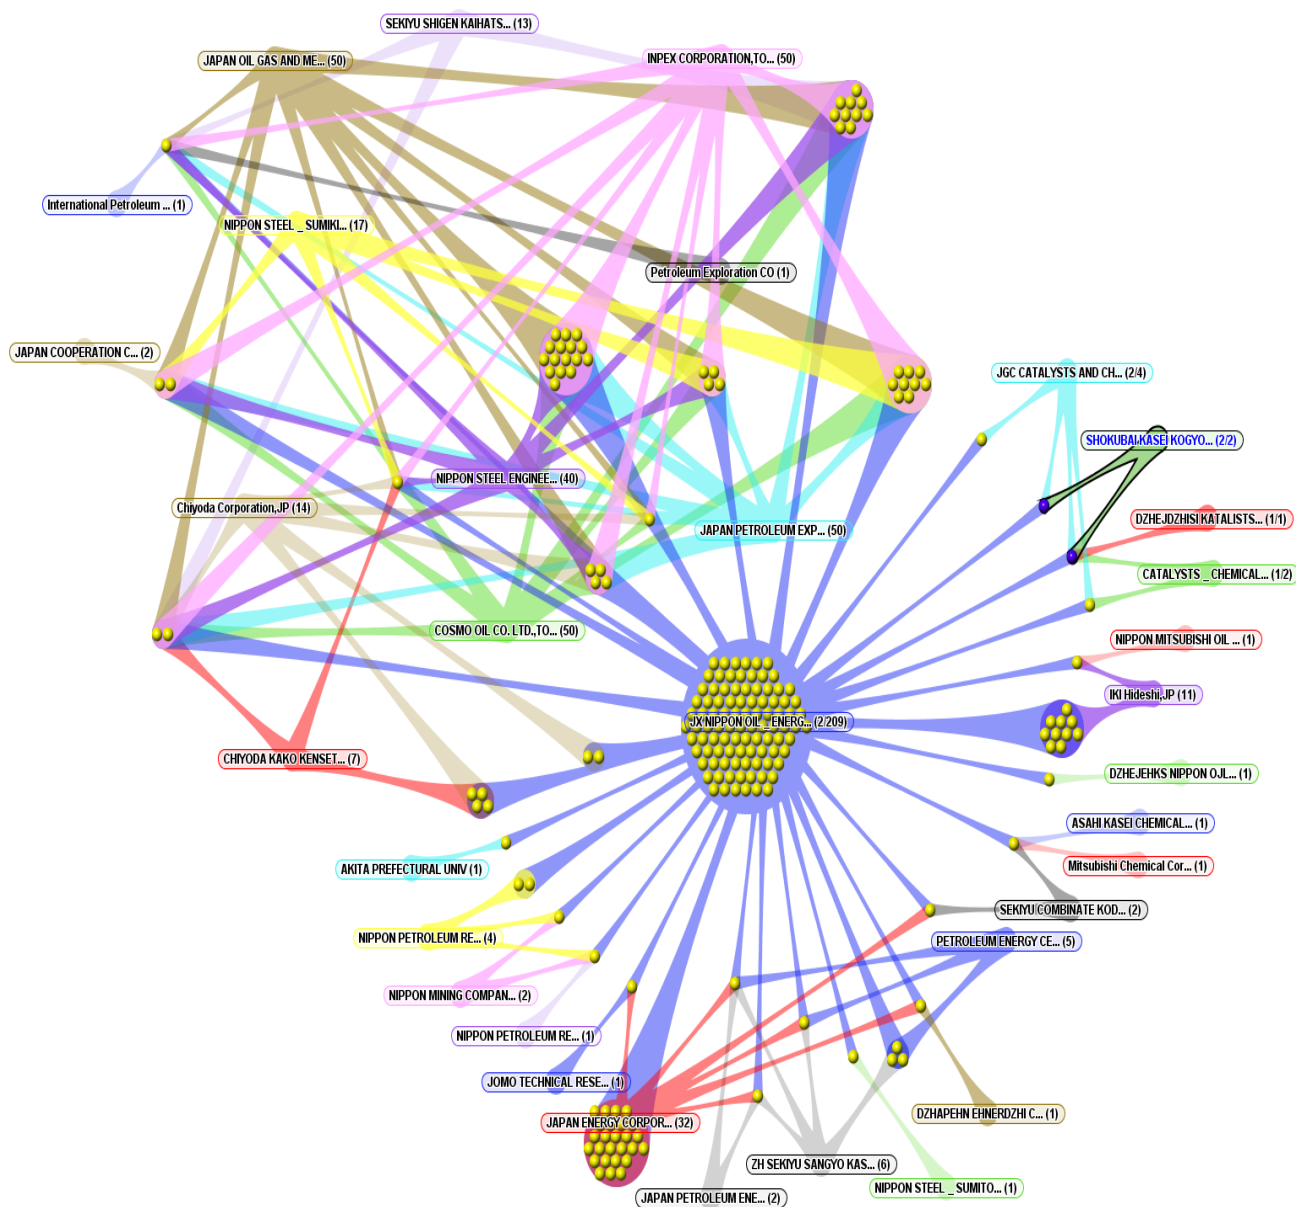 SEKIYU SHIGEN KAIHATS... (13)
JAPAN OIL GAS AND ME... (50)
INPEX CORPORATION,TO... (50)
International Petroleum ... (1)
NIPPON STEEL _ SUMIKI... (17)
Petroleum Exploration CO (1)
JAPAN COOPERATION C... (2)
JGC CATALYSTS AND CH... (2/4)
SHOKUBAI KASEI KOGYO... (2/2)
NIPPON STEEL ENGINEE... (40)
Chiyoda Corporation,JP (14)
DZHEJDZHISI KATALISTS... (1/1)
JAPAN PETROLEUM EXP... (50)
CATALYSTS _ CHEMICAL... (1/2)
COSMO OIL CO. LTD.,TO... (50)
NIPPON MITSUBISHI OIL ... (1)
IKI Hideshi,JP (11)
JX NIPPON OIL _ ENERG... (2/209)
CHIYODA KAKO KENSET... (7)
DZHEJEHKS NIPPON OJL... (1)
ASAHI KASEI CHEMICAL... (1)
AKITA PREFECTURAL UNIV (1)
Mitsubishi Chemical Cor... (1)
SEKIYU COMBINATE KOD... (2)
NIPPON PETROLEUM RE... (4)
PETROLEUM ENERGY CE... (5)
NIPPON MINING COMPAN... (2)
NIPPON PETROLEUM RE... (1)
JOMO TECHNICAL RESE... (1)
DZHAPEHN EHNERDZHI C... (1)
JAPAN ENERGY CORPOR... (32)
ZH SEKIYU SANGYO KAS... (6)
NIPPON STEEL _ SUMITO... (1)
JAPAN PETROLEUM ENE... (2)